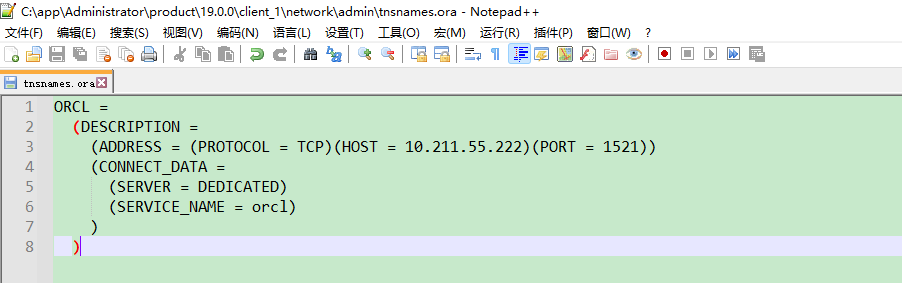 C:\app\Administrator\product\19.0.0\client_1\network\admin\tnsnames.ora - Notepad++
文件(F) 编辑(E) 搜索(S) 视图(V) 编码(N) 语言(L) 设置(T) 工具(O) 宏(M) 运行(R) 插件(P) 窗口(W) ?
tnsnames.ora
1 ORCL =
2 (DESCRIPTION =
3 (ADDRESS = (PROTOCOL = TCP)(HOST = 10.211.55.222)(PORT = 1521))
4 (CONNECT_DATA =
5 (SERVER = DEDICATED)
6 (SERVICE_NAME = orcl)
7 )
8 )